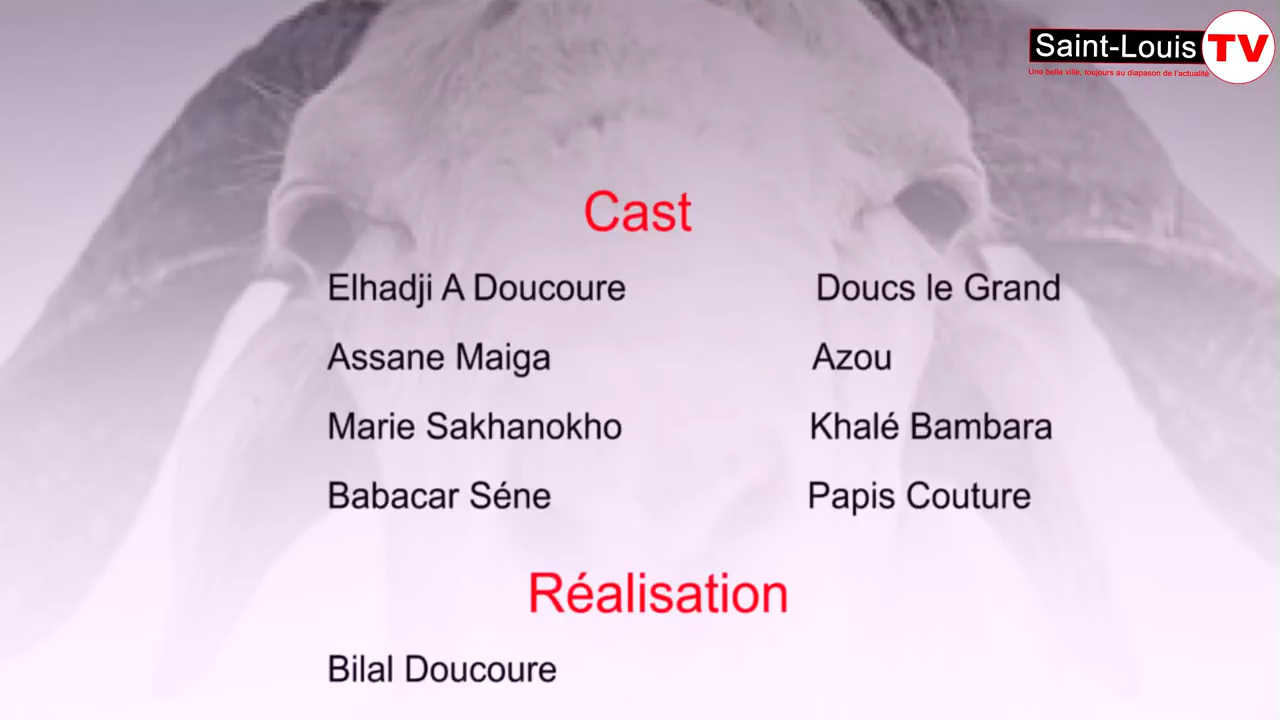 Saint-Louis TV
Une belle ville, toujours au diapason de l'actualité
Cast
Elhadji A Doucoure Doucs le Grand
Assane Maiga Azou
Marie Sakhanokho Khalé Bambara
Babacar Séne Papis Couture
Réalisation
Bilal Doucoure